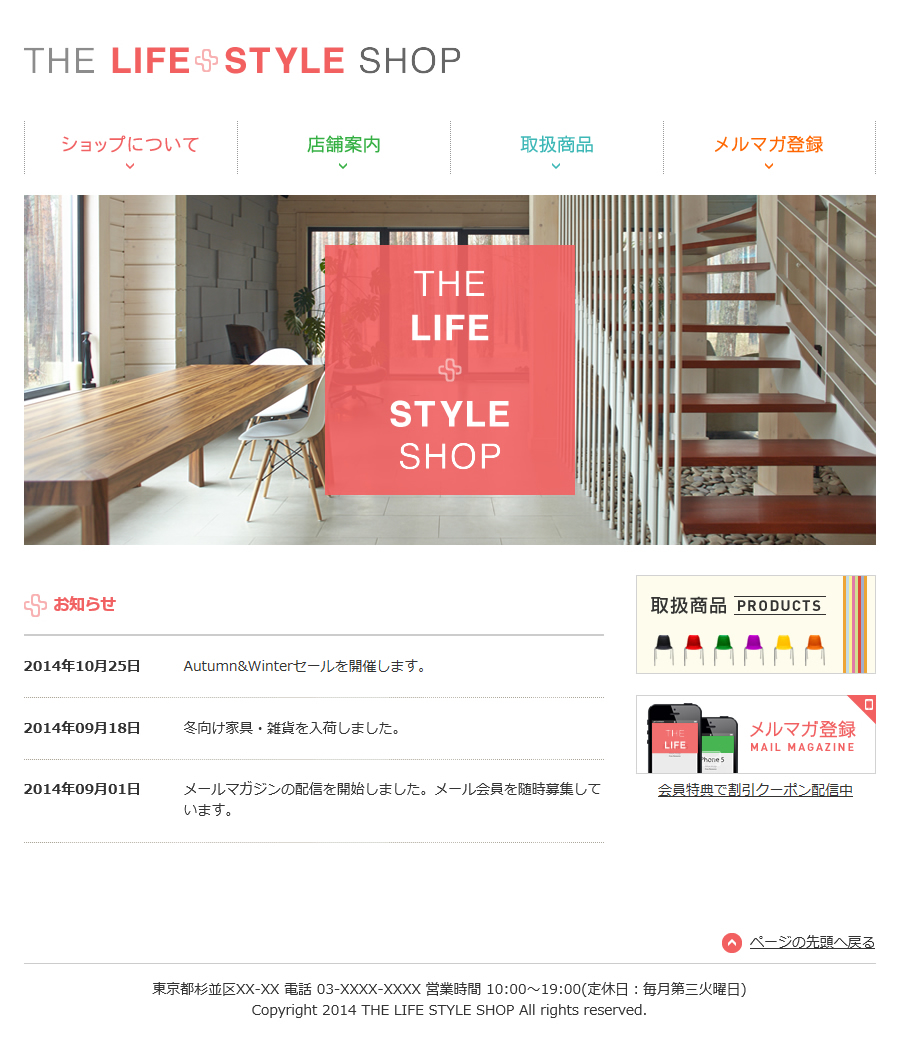 THE LIFE STYLE SHOP
ショップについて
店舗案内
取扱商品
メルマガ登録
THE
LIFE
STYLE
SHOP
お知らせ
2014年10月25日 Autumn&Winterセールを開催します。
2014年09月18日 冬向け家具・雑貨を入荷しました。
2014年09月01日 メールマガジンの配信を開始しました。メール会員を随時募集して
います。
取扱商品 PRODUCTS
THE
LIFE
Phone 5
メルマガ登録
MAIL MAGAZINE
会員特典で割引クーポン配信中
ページの先頭へ戻る
東京都杉並区XX-XX 電話 03-XXXX-XXXX 営業時間 10:00～19:00(定休日：毎月第三火曜日)
Copyright 2014 THE LIFE STYLE SHOP All rights reserved.